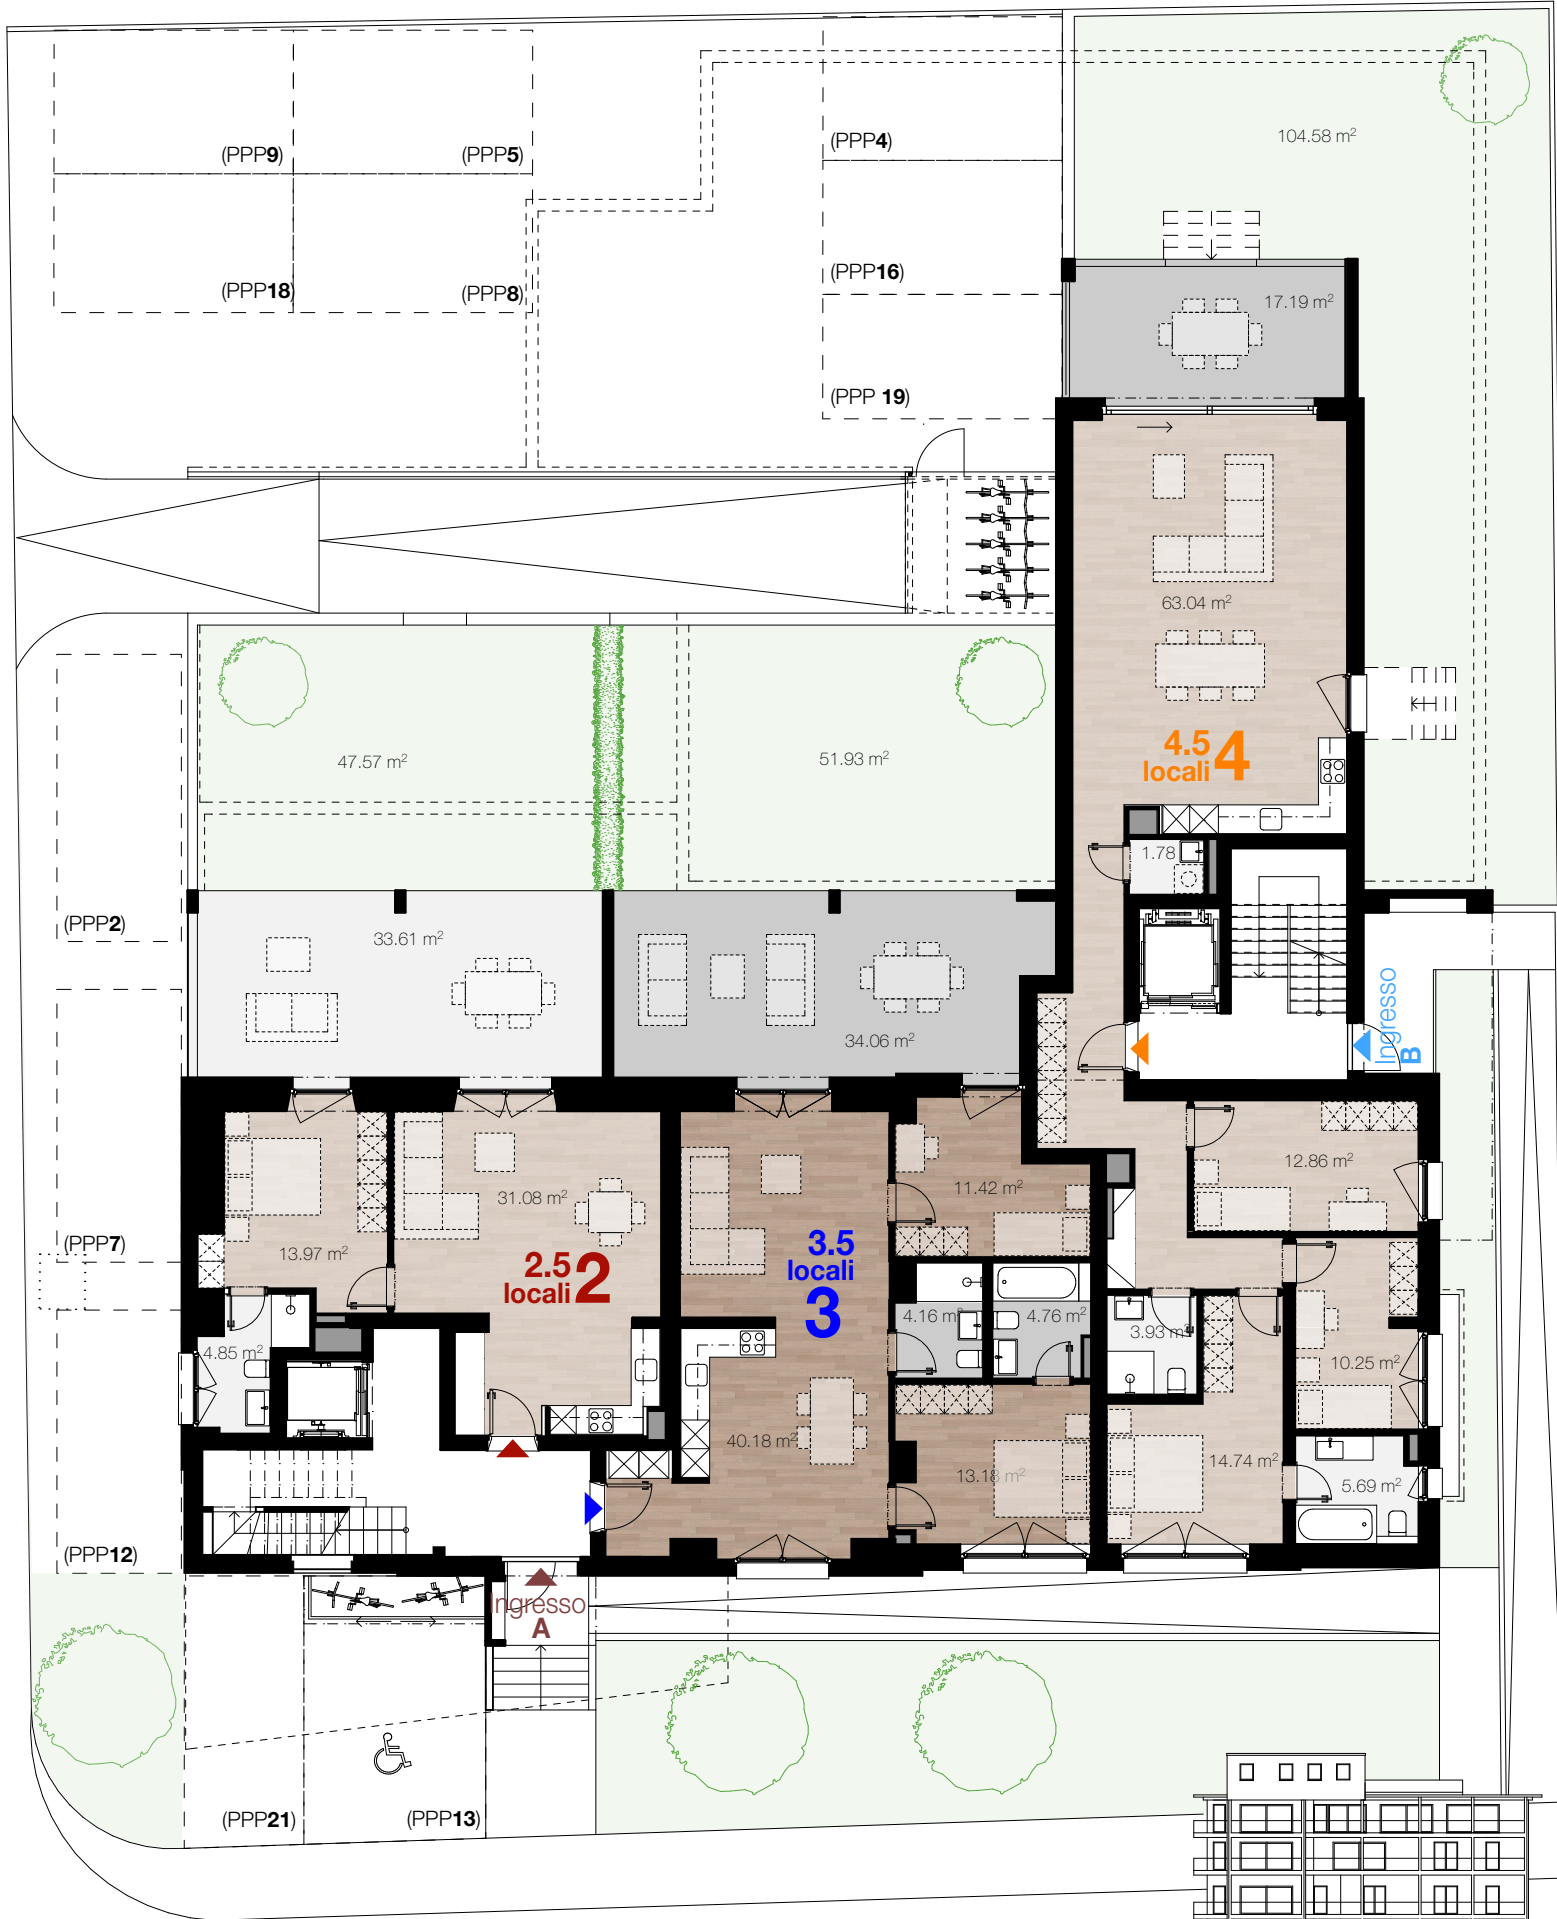 (PPP9)
(PPP5)
(PPP4)
104.58 m²
(PPP18)
(PPP8)
(PPP16)
17.19 m²
(PPP 19)
63.04 m²
4.5
locali
4
47.57 m²
51.93 m²
1.78
(PPP2)
33.61 m²
34.06 m²
Ingresso
B
12.86 m²
11.42 m²
31.08 m²
13.97 m²
(PPP7)
2.5
locali
2
3.5
locali
3
4.16 m²
4.76 m²
3.93 m²
4.85 m²
10.25 m²
40.18 m²
13.18 m²
14.74 m²
5.69 m²
(PPP12)
Ingresso
A
(PPP21)
(PPP13)